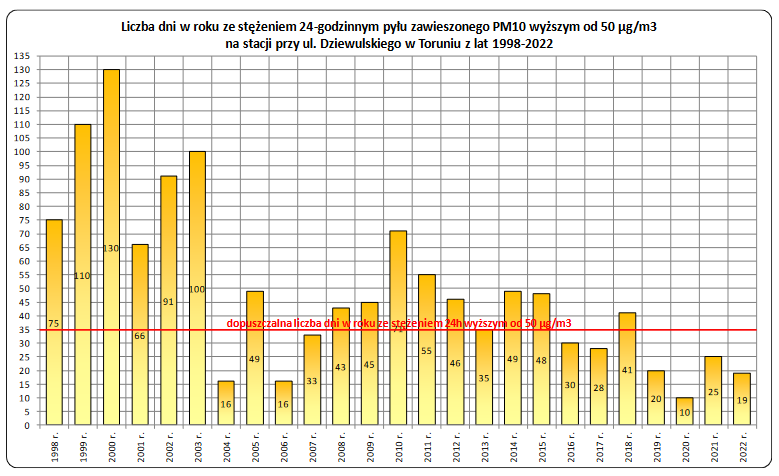 Liczba dni w roku ze stężeniem 24-godzinnym pyłu zawieszonego PM10 wyższym od 50 µg/m3
na stacji przy ul. Dziewulskiego w Toruniu z lat 1998-2022
135
130
125
120
115
110
105
100
95
90
85
80
75
70
65
60
55
50
45
40
35
30
25
20
15
10
5
0
dopuszczalna liczba dni w roku ze stężeniem 24h wyższym od 50 µg/m3
75
110
130
66
91
100
16
49
16
33
43
45
71
55
46
35
49
48
30
28
41
20
10
25
19
1998 r.
1999 r.
2000 r.
2001 r.
2002 r.
2003 r.
2004 r.
2005 r.
2006 r.
2007 r.
2008 r.
2009 r.
2010 r.
2011 r.
2012 r.
2013 r.
2014 r.
2015 r.
2016 r.
2017 r.
2018 r.
2019 r.
2020 r.
2021 r.
2022 r.